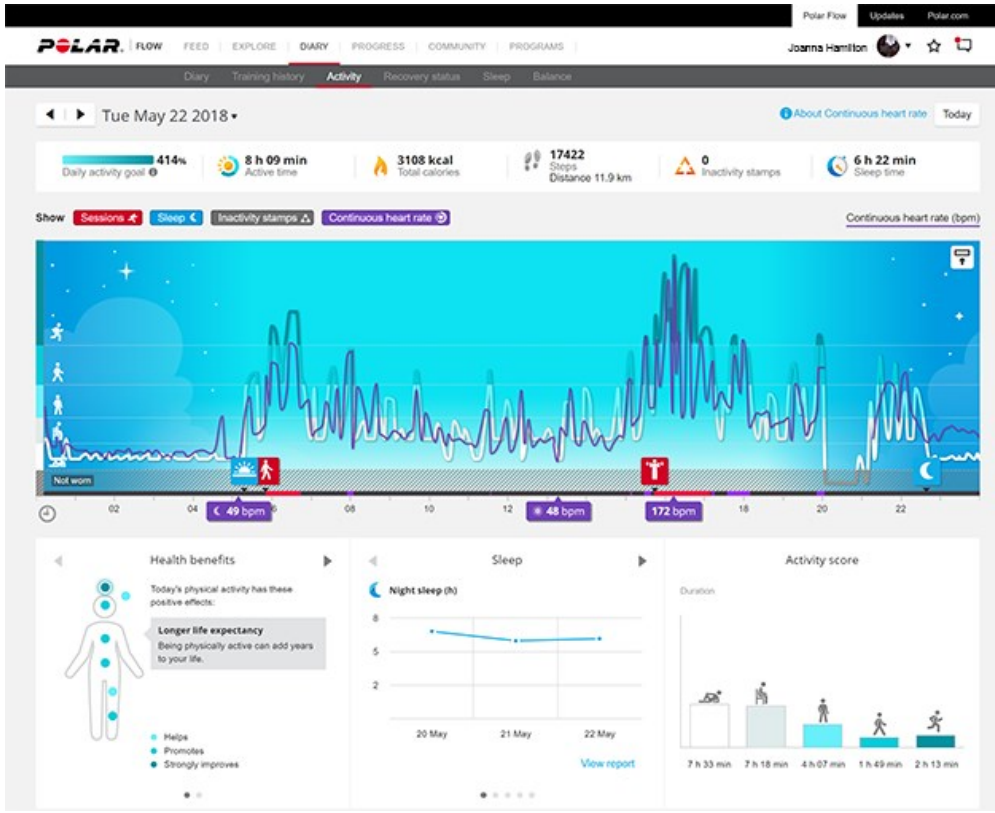 Polar Flow Updates Polar.com
POLAR. FLOW FEED EXPLORE DIARY PROGRESS COMMUNITY PROGRAMS
Joanna Hamilton
Diary Training history Activity Recovery status Sleep Balance
Tue May 22 2018
About Continuous heart rate Today
414%
Daily activity goal
8 h 09 min
Active time
3108 kcal
Total calories
17422
Steps
Distance 11.9 km
0
Inactivity stamps
6 h 22 min
Sleep time
Show Sessions Sleep Inactivity stamps Continuous heart rate
Continuous heart rate (bpm)
Not worn
02 04 6 08 10 12 18 20 22
49 bpm
48 bpm
172 bpm
Health benefits
Today's physical activity has these
positive effects:
Longer life expectancy
Being physically active can add years
to your life.
Helps
Promotes
Strongly improves
Sleep
Night sleep (h)
8
5
2
20 May 21 May 22 May
View report
Activity score
Duration
7 h 33 min 7 h 18 min 4 h 07 min 1 h 49 min 2 h 13 min